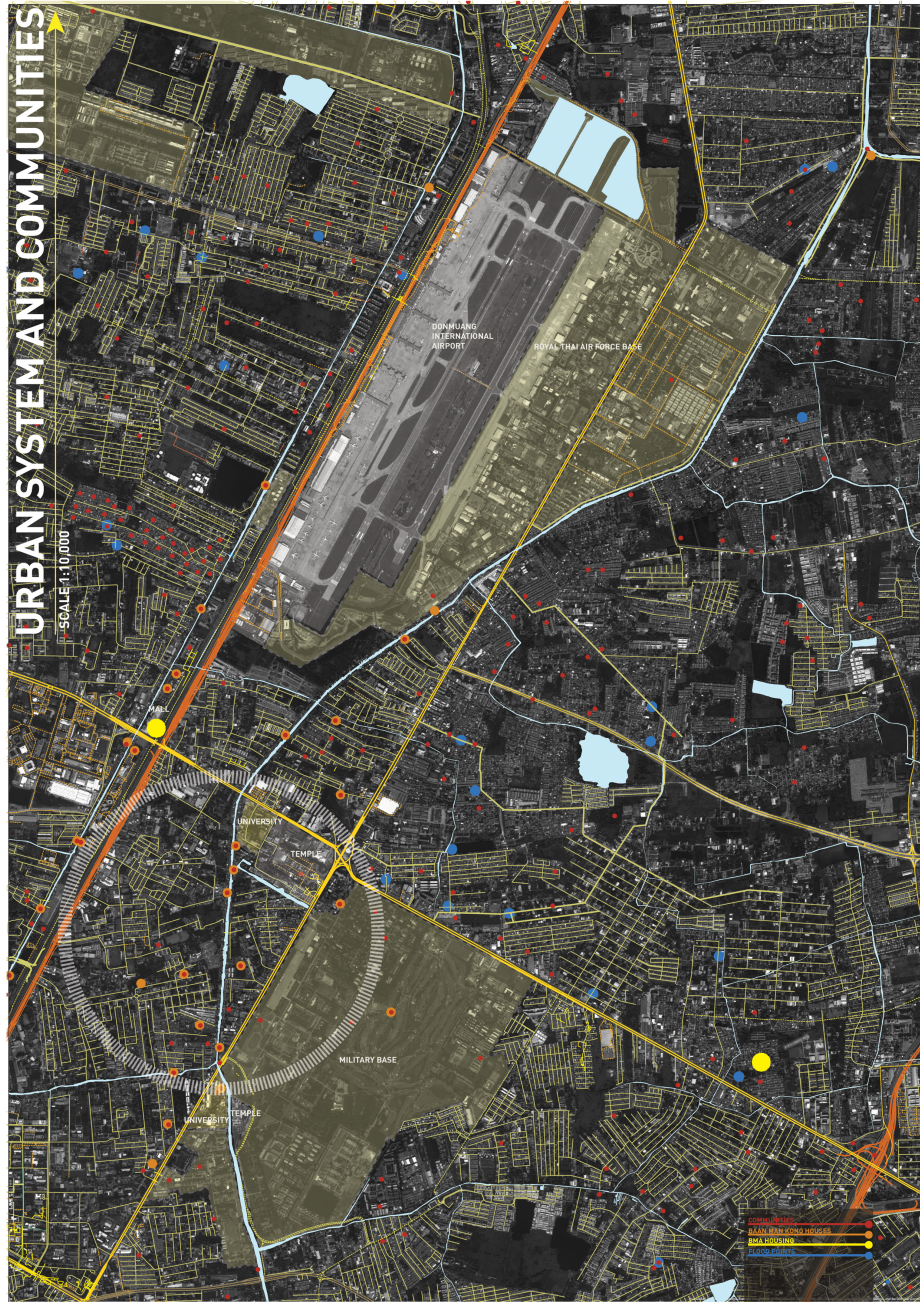 URBAN SYSTEM AND COMMUNITIES
SCALE 1:10,000
DONMUANG
INTERNATIONAL
AIRPORT
ROYAL THAI AIR FORCE BASE
MALL
UNIVERSITY
TEMPLE
MILITARY BASE
TEMPLE
UNIVERSITY
COMMUNITIES
BAAN MAN KONG HOUSES
BMA HOUSING
FLOOD POINTS